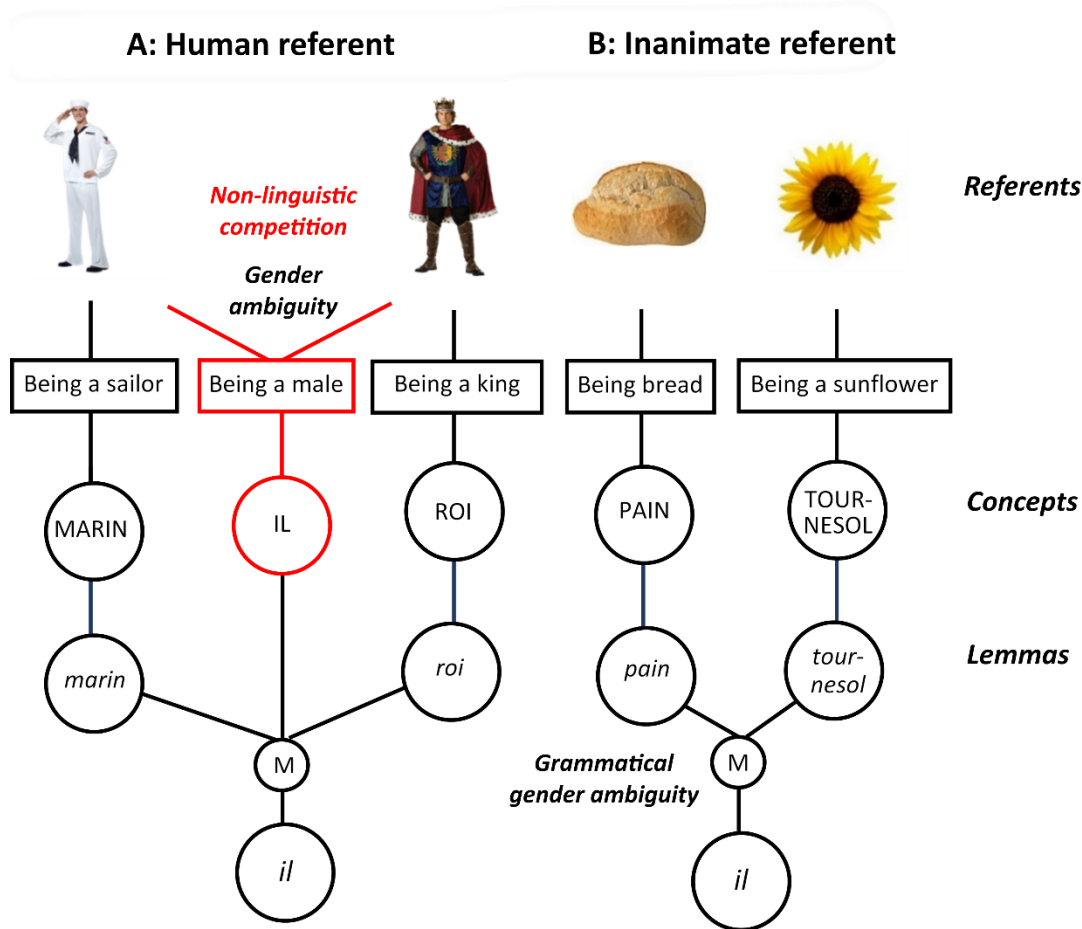 A: Human referent
B: Inanimate referent
Referents
Non-linguistic
competition
Gender
ambiguity
Being a sailor
Being a male
Being a king
Being bread
Being a sunflower
MARIN
IL
ROI
PAIN
TOUR-
NESOL
Concepts
marin
roi
pain
tour-
nesol
Lemmas
M
Grammatical
gender ambiguity
M
il
il